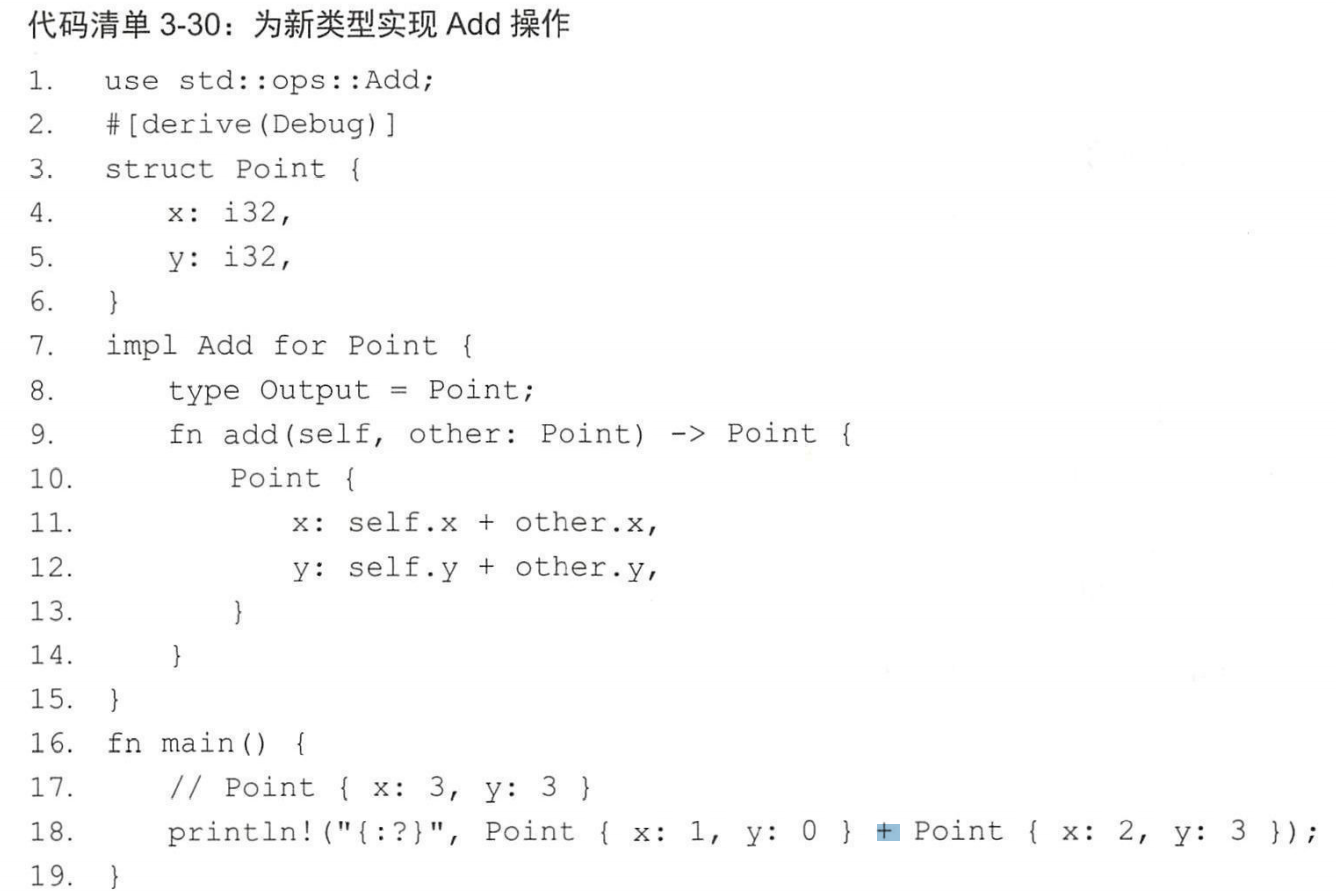 代码清单 3-30：为新类型实现 Add 操作
1. use std::ops::Add;
2. #[derive(Debug)]
3. struct Point {
4.     x: i32,
5.     y: i32,
6. }
7. impl Add for Point {
8.     type Output = Point;
9.     fn add(self, other: Point) -> Point {
10.         Point {
11.             x: self.x + other.x,
12.             y: self.y + other.y,
13.         }
14.     }
15. }
16. fn main() {
17.     // Point { x: 3, y: 3 }
18.     println!("{:?}", Point { x: 1, y: 0 } + Point { x: 2, y: 3 });
19. }